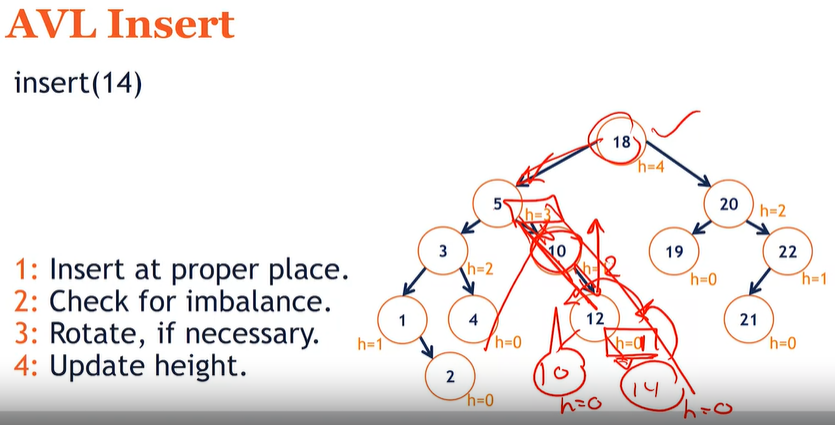 AVL Insert
insert(14)
18
h=4
5
h=3
20
h=2
3
h=2
10
h=
2
19
h=0
22
h=1
1
h=1
4
h=0
12
h=0
1
21
h=0
2
h=0
10
h=0
14
h=0
1: Insert at proper place.
2: Check for imbalance.
3: Rotate, if necessary.
4: Update height.